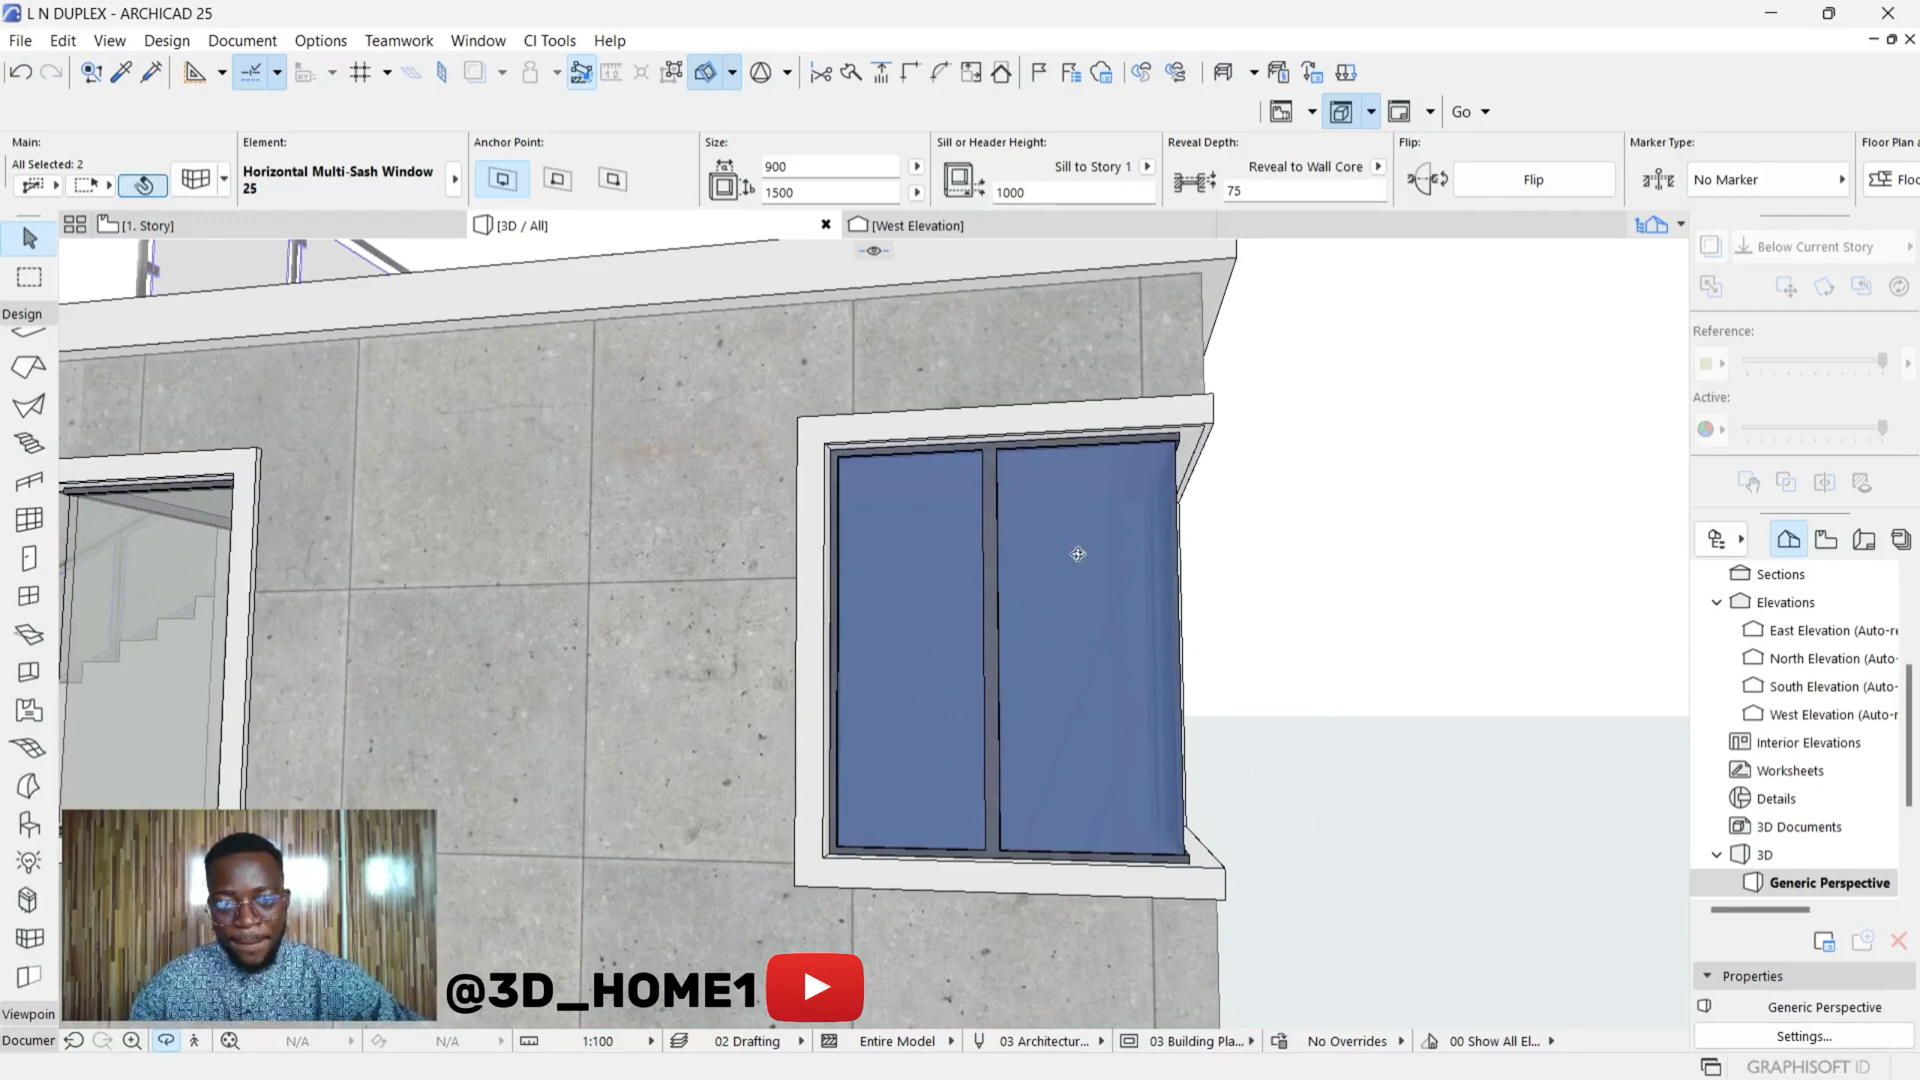 L N DUPLEX - ARCHICAD 25
File Edit View Design Document Options Teamwork Window CI Tools Help
Go
Main:
All Selected: 2
Element:
Horizontal Multi-Sash Window
25
Anchor Point:
Size:
900
1500
Sill or Header Height:
Sill to Story 1
1000
Reveal Depth:
Reveal to Wall Core
75
Flip:
Flip
Marker Type:
No Marker
Floor Plan a
Floo
[1. Story]
[3D / All]
[West Elevation]
Design
Viewpoin
Documer
Below Current Story
Reference:
Active:
Sections
Elevations
East Elevation (Auto-re
North Elevation (Auto-
South Elevation (Auto-
West Elevation (Auto-r
Interior Elevations
Worksheets
Details
3D Documents
3D
Generic Perspective
Properties
Generic Perspective
Settings...
@3D_HOME1
N/A
N/A
1:100
02 Drafting
Entire Model
03 Architectur...
03 Building Pla...
No Overrides
00 Show All El...
GRAPHISOFT ID